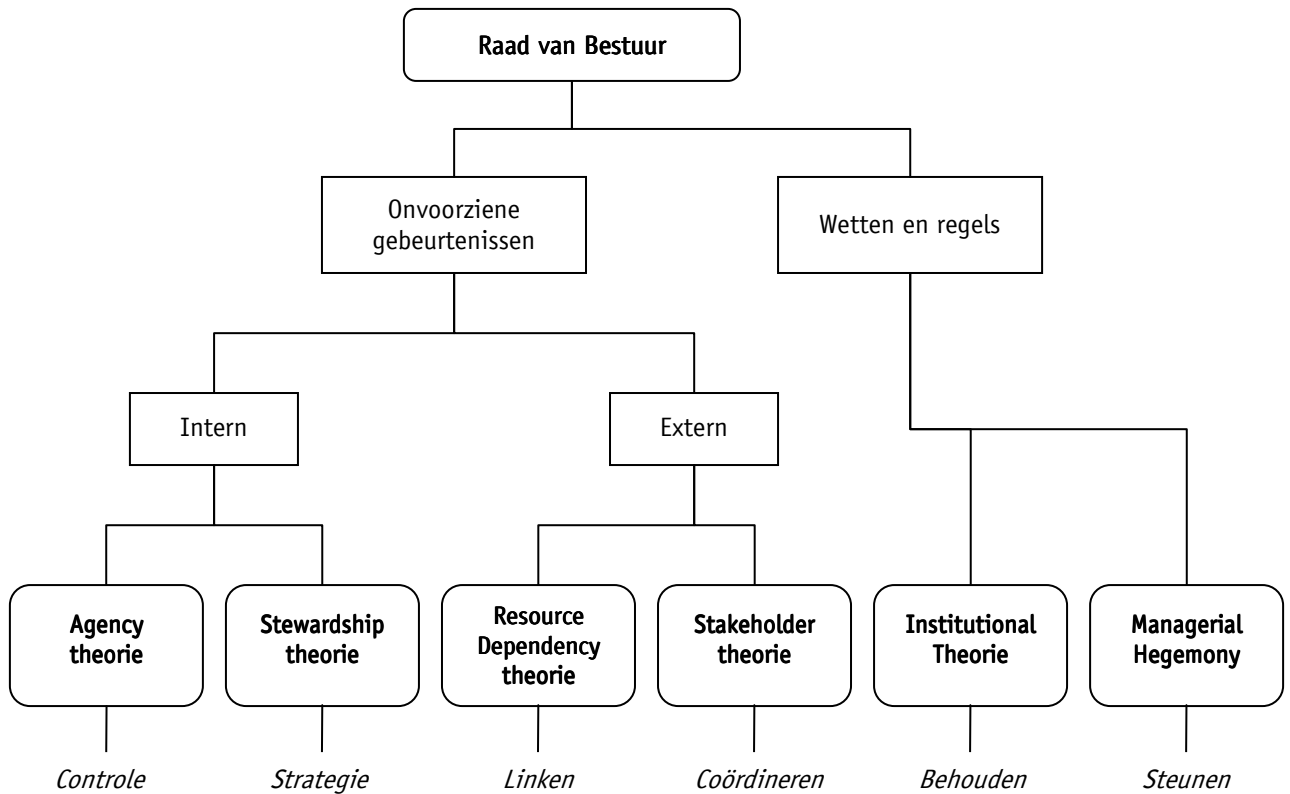 Raad van Bestuur
Onvoorziene
gebeurtenissen
Wetten en regels
Intern
Extern
Agency
theorie
Stewardship
theorie
Resource
Dependency
theorie
Stakeholder
theorie
Institutional
Theorie
Managerial
Hegemony
Controle
Strategie
Linken
Coördineren
Behouden
Steunen